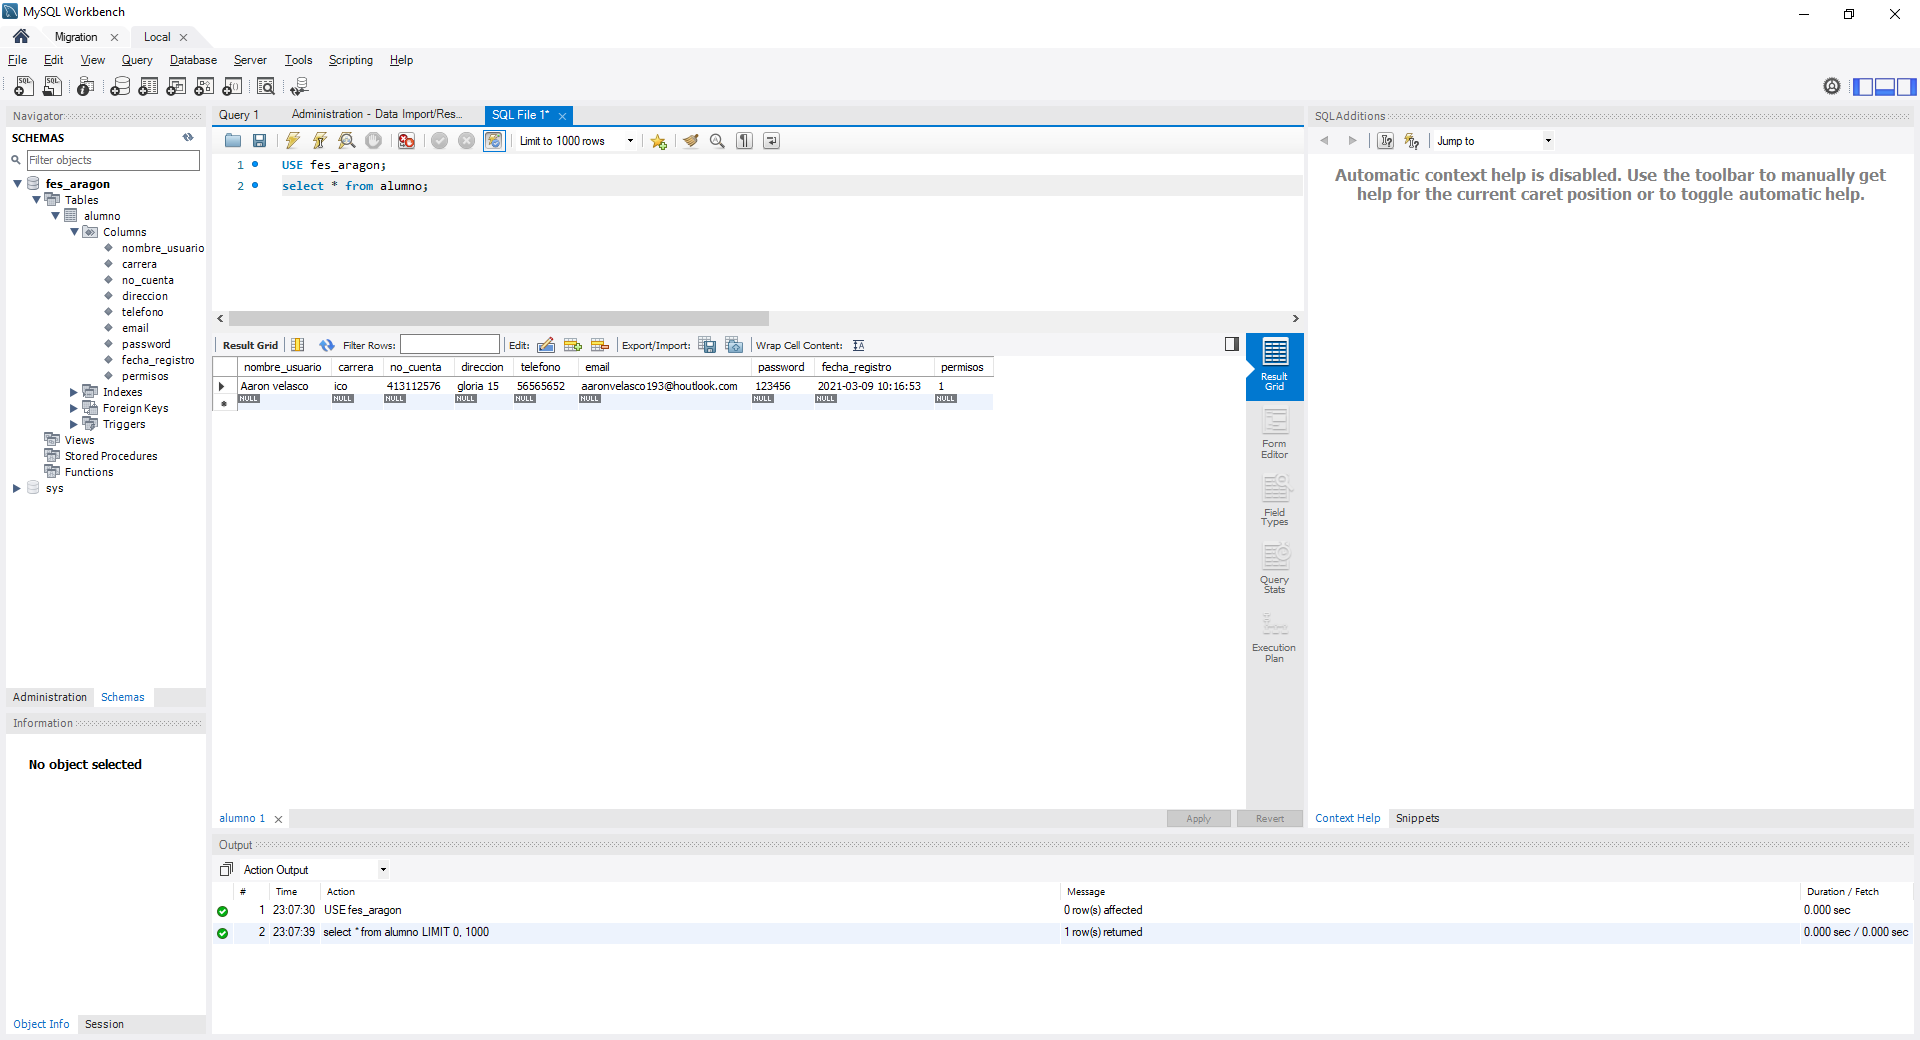 MySQL Workbench
Migration
Local
File Edit View Query Database Server Tools Scripting Help
Navigator
SCHEMAS
Filter objects
fes_aragon
Tables
alumno
Columns
nombre_usuario
carrera
no_cuenta
direccion
telefono
email
password
fecha_registro
permisos
Indexes
Foreign Keys
Triggers
Views
Stored Procedures
Functions
sys
Administration Schemas
Information
No object selected
Object Info Session
Query 1 Administration - Data Import/Res... SQL File 1*
Limit to 1000 rows
1 USE fes_aragon;
2 select * from alumno;
Result Grid Filter Rows: Edit: Export/Import: Wrap Cell Content:
nombre_usuario carrera no_cuenta direccion telefono email password fecha_registro permisos
Aaron velasco ico 413112576 gloria 15 56565652 aaronvelasco193@houtlook.com 123456 2021-03-09 10:16:53 1
NULL NULL NULL NULL NULL NULL NULL NULL NULL
Result
Grid
Form
Editor
Field
Types
Query
Stats
Execution
Plan
alumno 1
Apply Revert
SQLAdditions
Jump to
Automatic context help is disabled. Use the toolbar to manually get
help for the current caret position or to toggle automatic help.
Context Help Snippets
Output
Action Output
# Time Action Message Duration / Fetch
1 23:07:30 USE fes_aragon 0 row(s) affected 0.000 sec
2 23:07:39 select * from alumno LIMIT 0, 1000 1 row(s) returned 0.000 sec / 0.000 sec